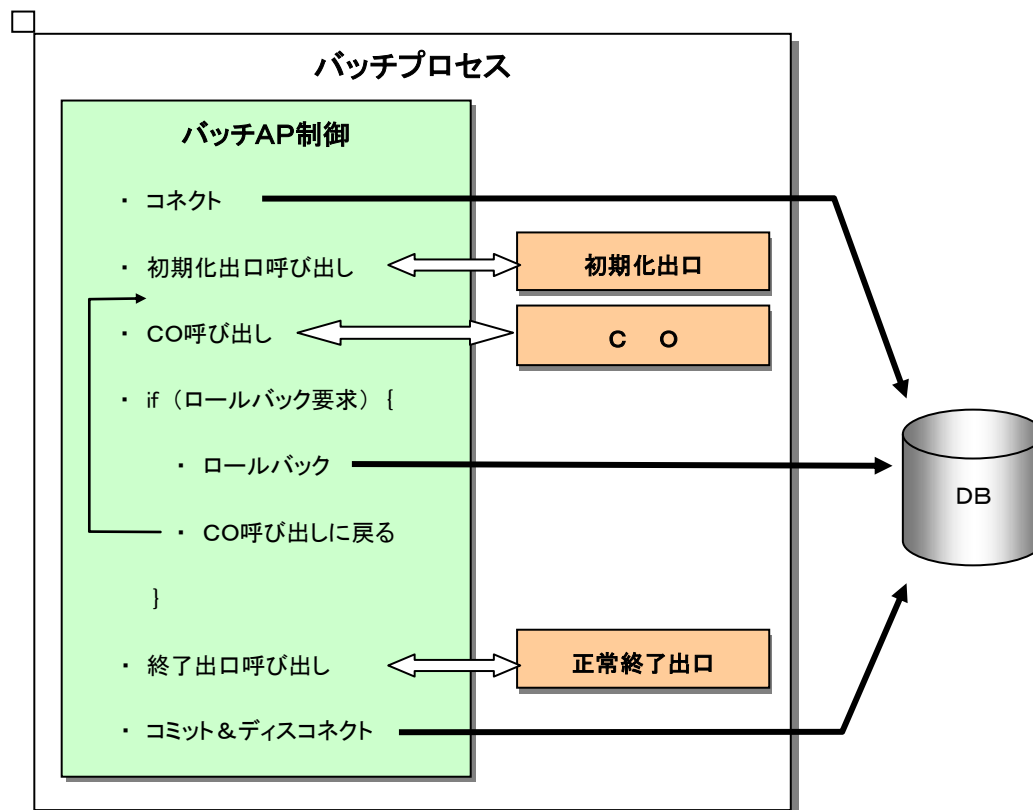 バッチプロセス
バッチAP制御
・ コネクト
・ 初期化出口呼び出し
初期化出口
・ CO呼び出し
C O
・ if (ロールバック要求) {
・ ロールバック
DB
・ CO呼び出しに戻る
}
・ 終了出口呼び出し
正常終了出口
・ コミット&ディスコネクト